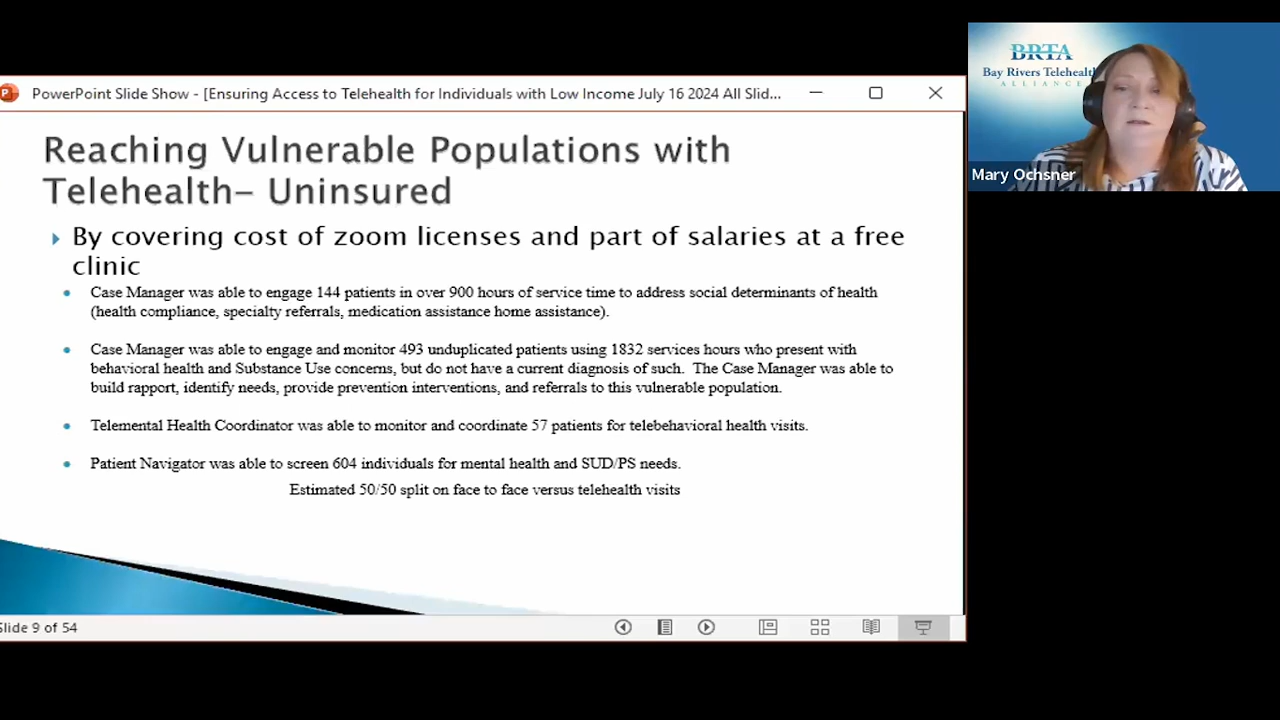 PowerPoint Slide Show - [Ensuring Access to Telehealth for Individuals with Low Income July 16 2024 All Slid...
Reaching Vulnerable Populations with
Telehealth– Uninsured
By covering cost of zoom licenses and part of salaries at a free
clinic
Case Manager was able to engage 144 patients in over 900 hours of service time to address social determinants of health
(health compliance, specialty referrals, medication assistance home assistance).
Case Manager was able to engage and monitor 493 unduplicated patients using 1832 services hours who present with
behavioral health and Substance Use concerns, but do not have a current diagnosis of such. The Case Manager was able to
build rapport, identify needs, provide prevention interventions, and referrals to this vulnerable population.
Telemental Health Coordinator was able to monitor and coordinate 57 patients for telebehavioral health visits.
Patient Navigator was able to screen 604 individuals for mental health and SUD/PS needs.
Estimated 50/50 split on face to face versus telehealth visits
Slide 9 of 54
BRTA
Bay Rivers Telehealth
ALLIANCE
Mary Ochsner